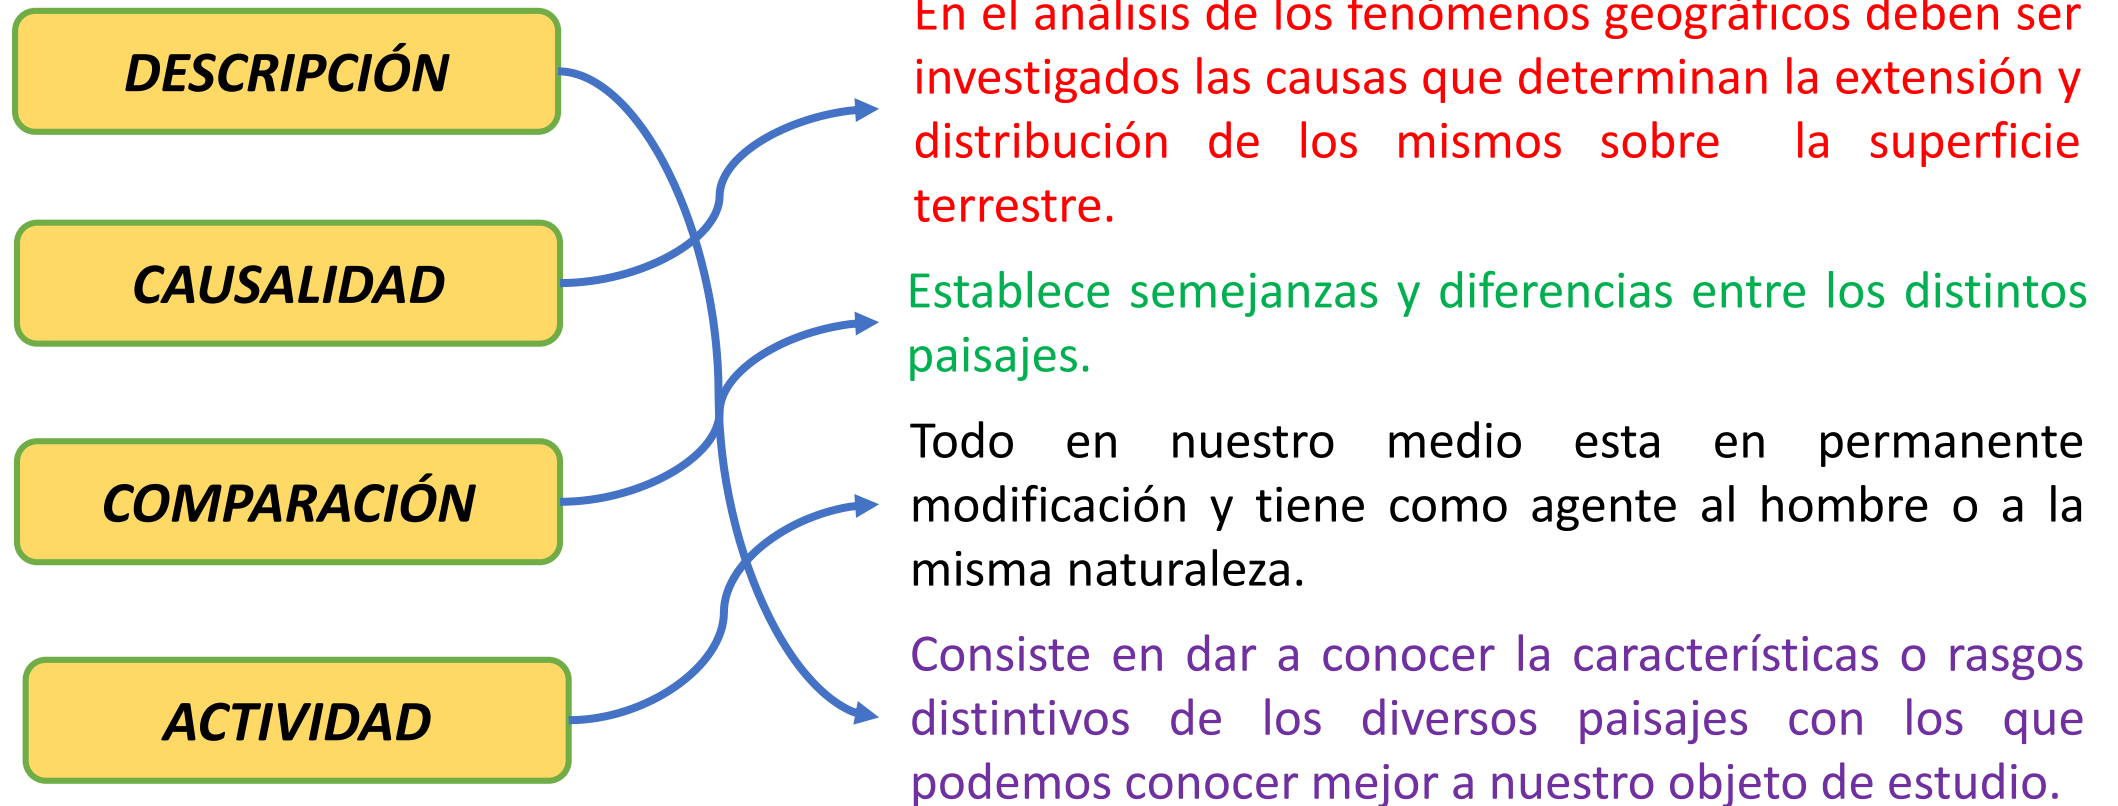 DESCRIPCIÓN
CAUSALIDAD
COMPARACIÓN
ACTIVIDAD
En el análisis de los fenómenos geográficos deben ser
investigados las causas que determinan la extensión y
distribución de los mismos sobre la superficie
terrestre.
Establece semejanzas y diferencias entre los distintos
paisajes.
Todo en nuestro medio esta en permanente
modificación y tiene como agente al hombre o a la
misma naturaleza.
Consiste en dar a conocer la características o rasgos
distintivos de los diversos paisajes con los que
podemos conocer mejor a nuestro objeto de estudio.